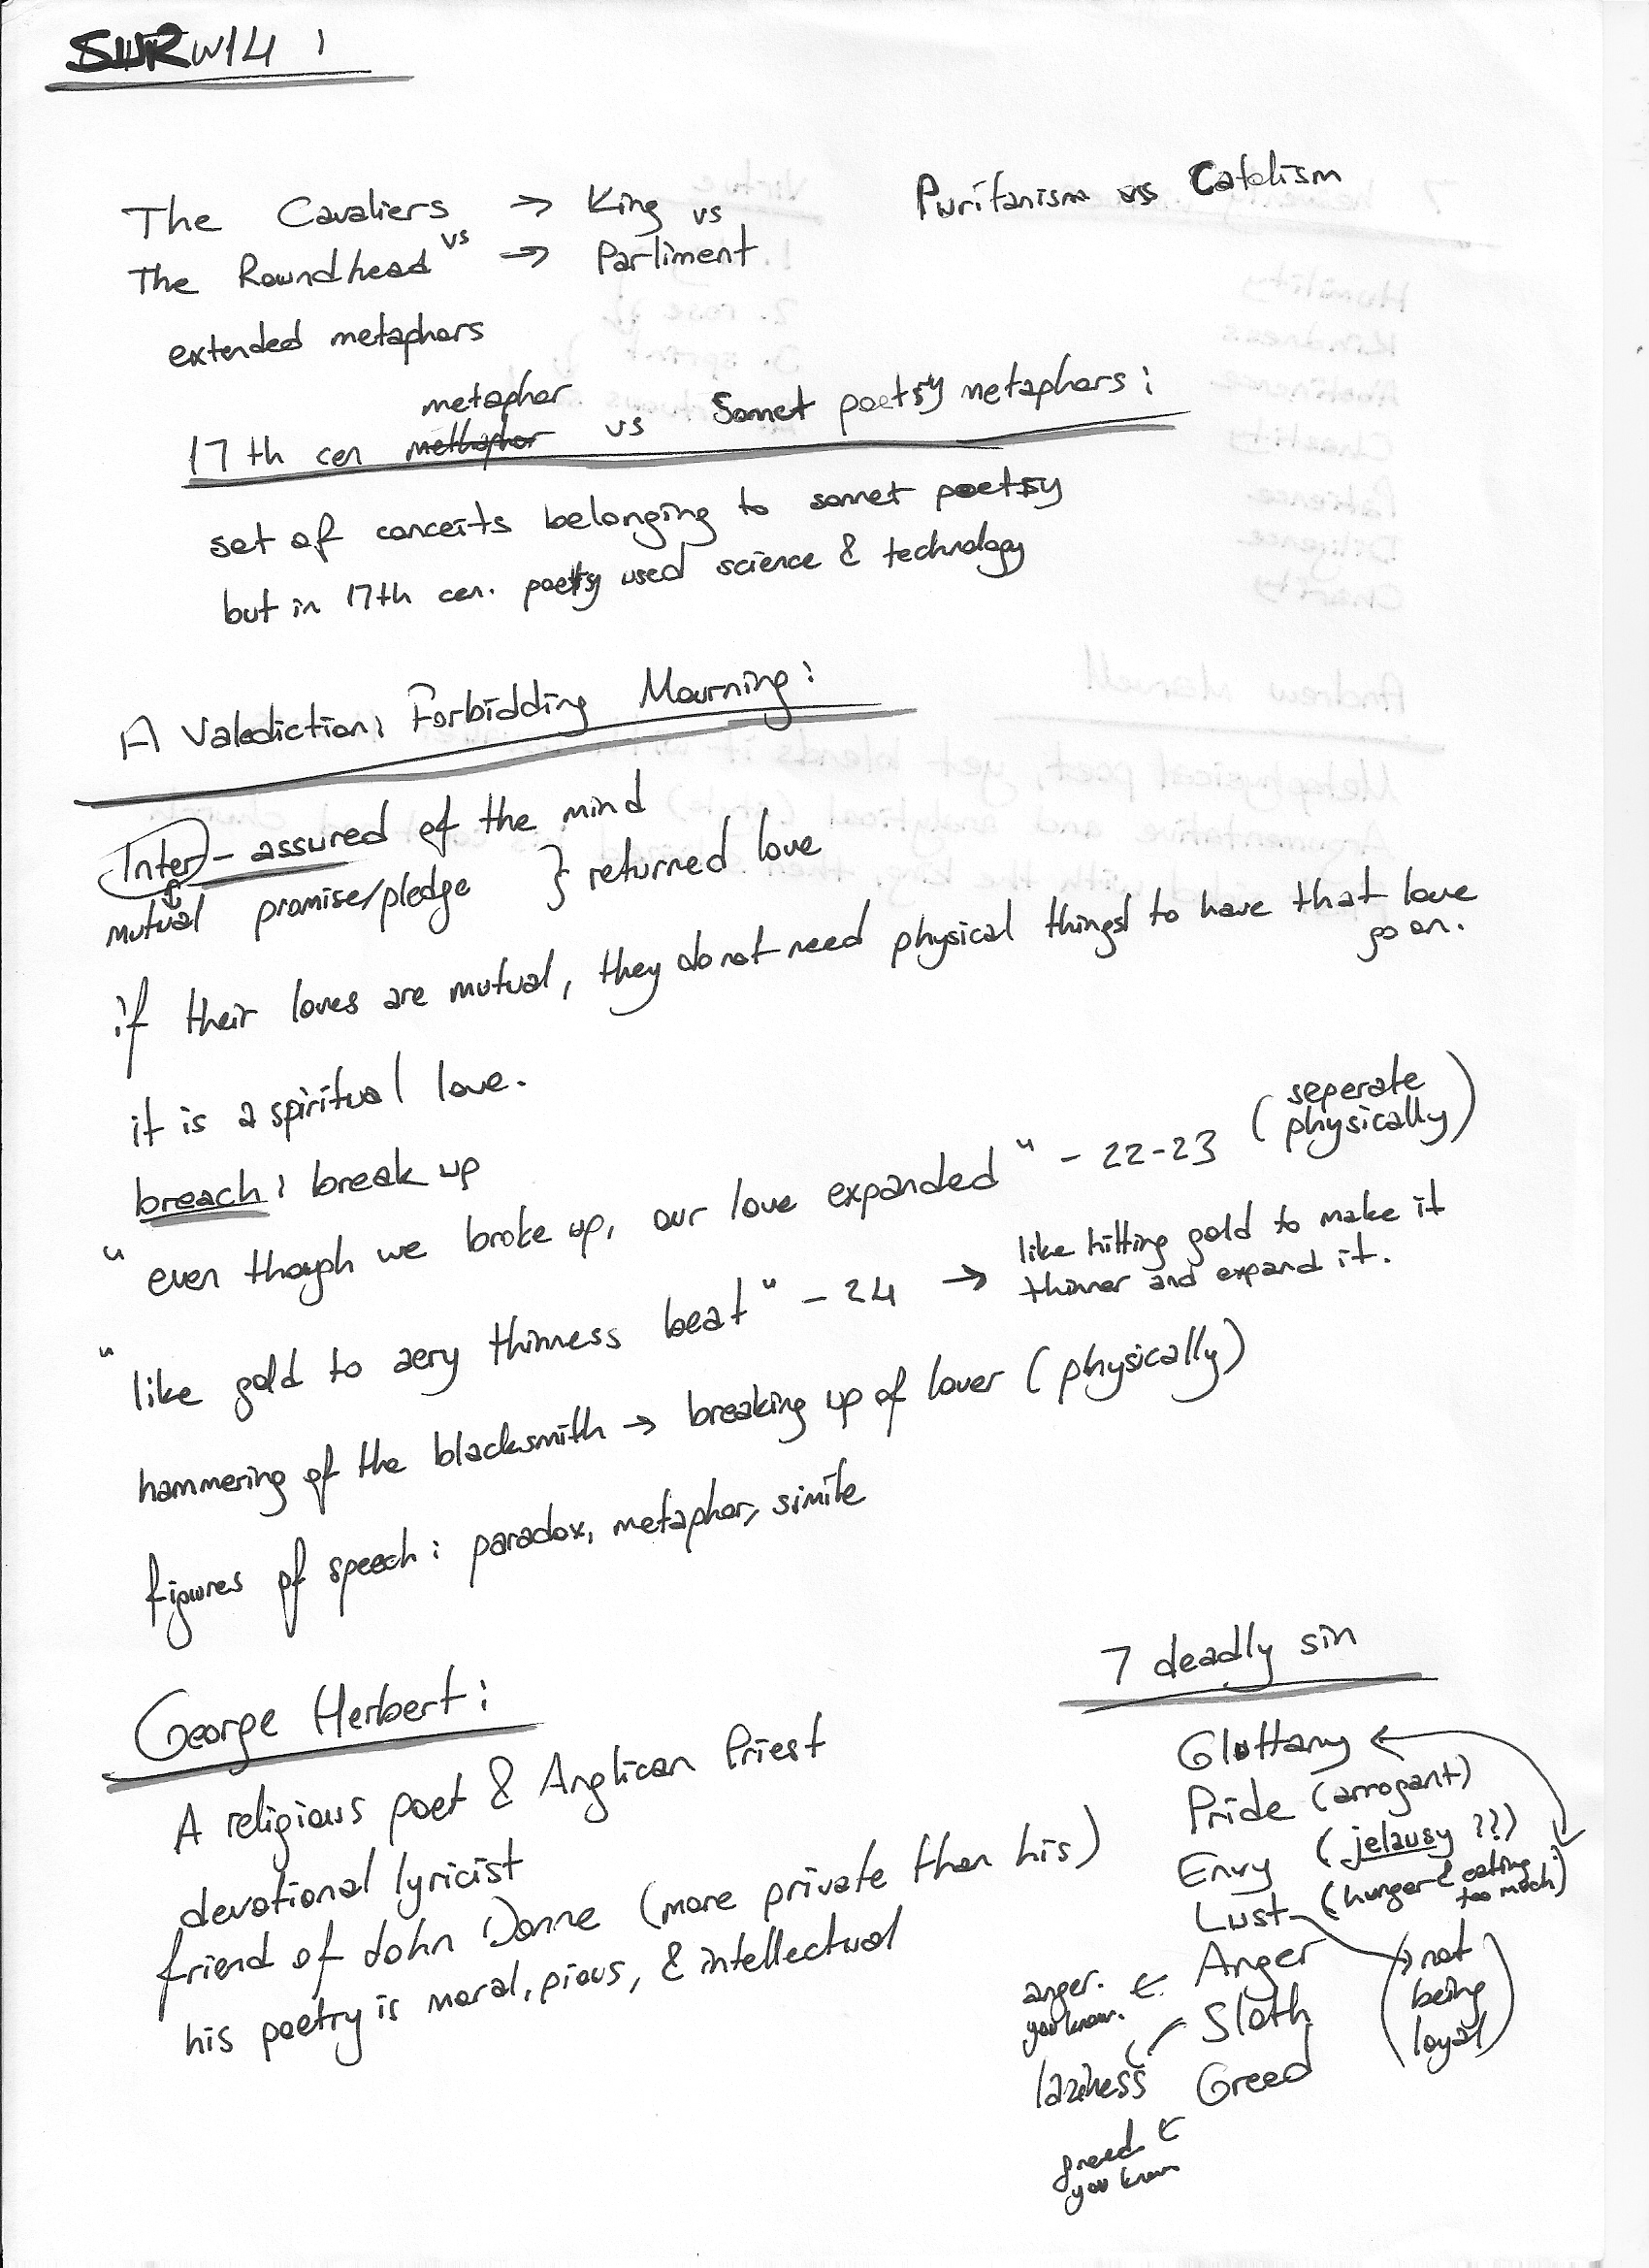 SURW14 :
The Cavaliers → King vs
Puritanism vs Catolism
The Roundhead vs → Parliment
extended metaphors
metaphor
17th cen methaphor vs Sonnet poetry metaphors :
set of conceits belonging to sonnet poetry
but in 17th cen. poetry used science & technology
A Valediction: Forbidding Mourning :
Inter - assured of the mind
mutual promise/pledge } returned love
if their loves are mutual, they do not need physical things to have that love
go on.
it is a spiritual love.
breach : break up
"even though we broke up, our love expanded" - 22-23 (seperate
physically)
"like gold to aery thinness beat" - 24 → like hitting gold to make it
thinner and expand it.
hammering of the blacksmith → breaking up of lover (physically)
figures of speech : paradox, metaphor, simile
George Herbert :
A religious poet & Anglican Priest
devotional lyricist
friend of John Donne (more private then his)
his poetry is moral, pious, & intellectual
7 deadly sin
Gluttany
Pride (arrogant)
Envy (jelausy ??)
Lust (hunger & eating
too much)
(not
being
loyal)
anger. ← Anger
you know.
Sloth
laziness
Greed
greed ←
you know